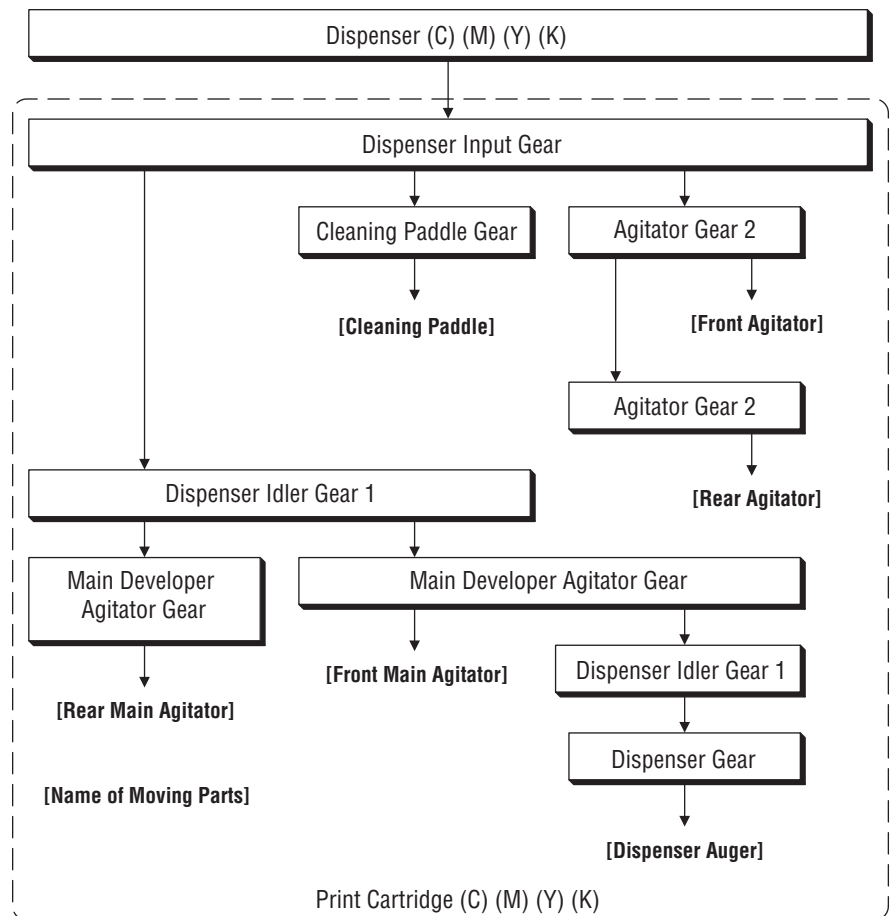 Dispenser (C) (M) (Y) (K)
Dispenser Input Gear
Cleaning Paddle Gear
Agitator Gear 2
[Cleaning Paddle]
[Front Agitator]
Agitator Gear 2
[Rear Agitator]
Dispenser Idler Gear 1
Main Developer
Agitator Gear
Main Developer Agitator Gear
[Rear Main Agitator]
[Front Main Agitator]
Dispenser Idler Gear 1
Dispenser Gear
[Name of Moving Parts]
[Dispenser Auger]
Print Cartridge (C) (M) (Y) (K)